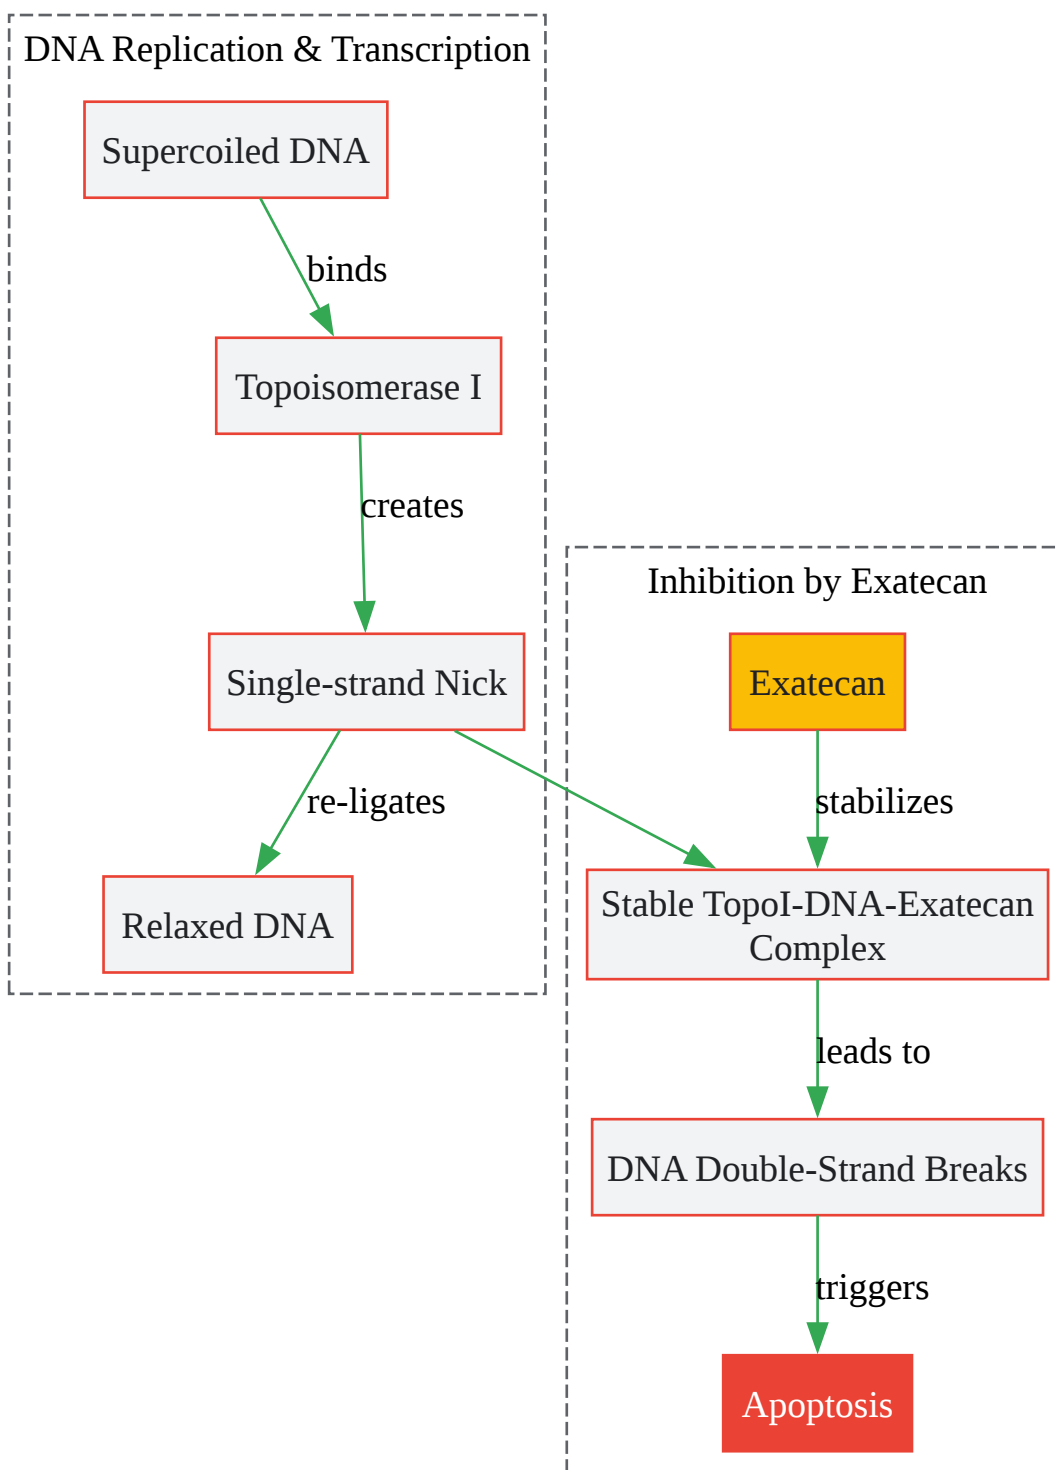 DNA Replication & Transcription
Supercoiled DNA
binds
Topoisomerase I
creates
Single-strand Nick
re-ligates
Relaxed DNA
Inhibition by Exatecan
Exatecan
stabilizes
Stable TopoI-DNA-Exatecan
Complex
leads to
DNA Double-Strand Breaks
triggers
Apoptosis